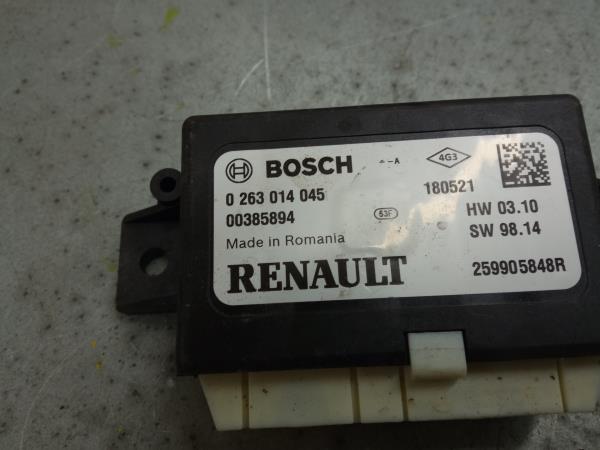 BOSCH
-A
4G3
0 263 014 045
180521
00385894
53F
HW 03.10
Made in Romania
SW 98.14
RENAULT
259905848R